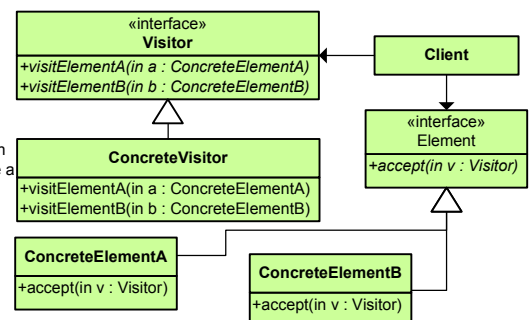 «interface»
Visitor
+visitElementA(in a : ConcreteElementA)
+visitElementB(in b : ConcreteElementB)
Client
«interface»
Element
+accept(in v : Visitor)
ConcreteVisitor
+visitElementA(in a : ConcreteElementA)
+visitElementB(in b : ConcreteElementB)
ConcreteElementA
+accept(in v : Visitor)
ConcreteElementB
+accept(in v : Visitor)